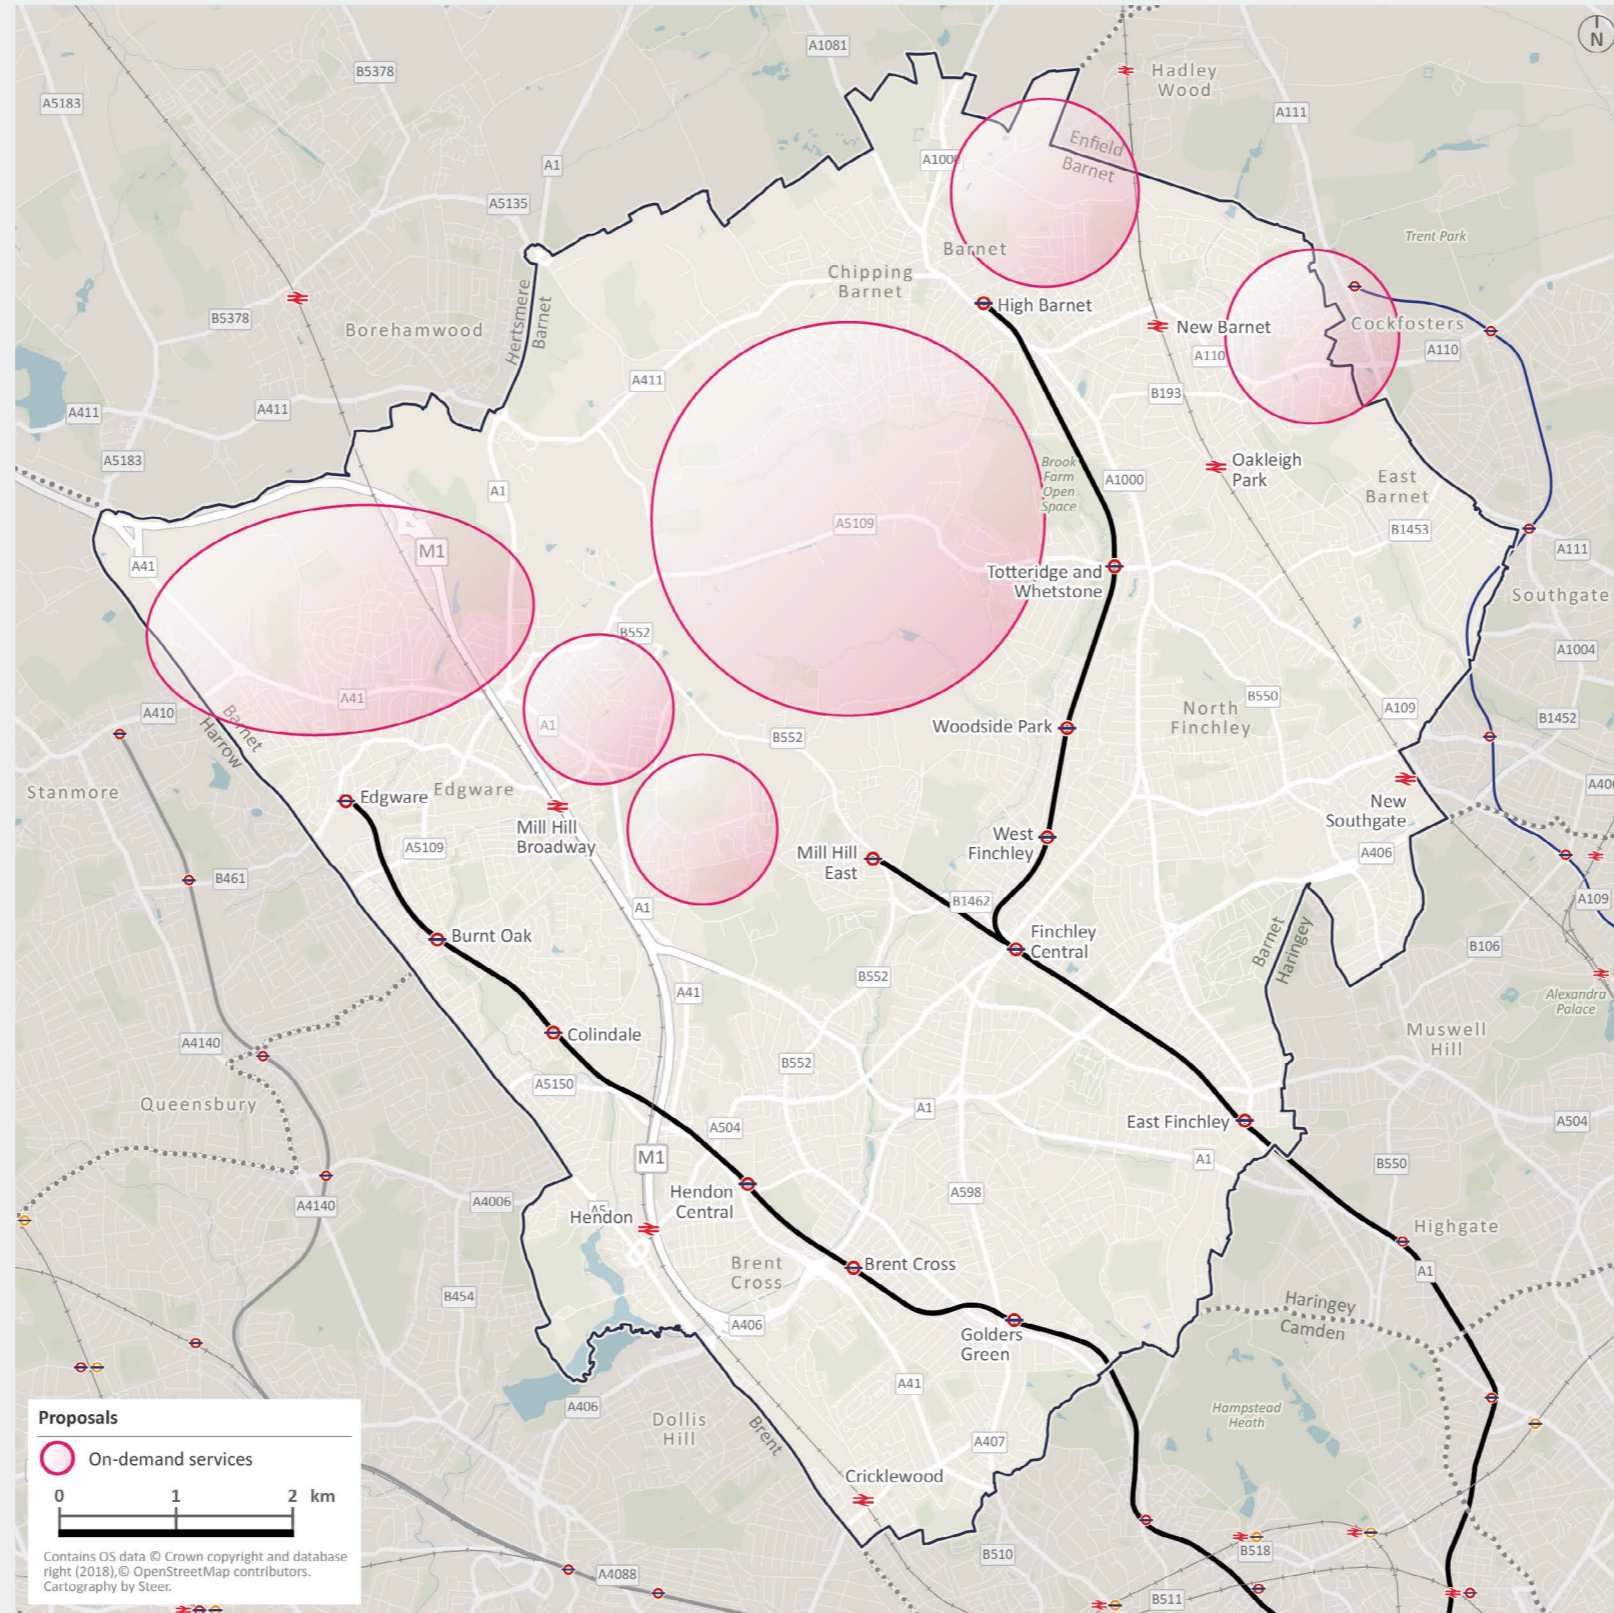 N
A1081
B5378
Hadley
Wood
A5183
A111
A1
Enfield
Barnet
A1000
A5135
Trent Park
Barnet
Chipping
Barnet
Hertsmere
Barnet
High Barnet
B5378
Borehamwood
New Barnet
Cockfosters
A110
A110
A411
B193
A411
A411
A5183
Brook
Farm
Open
Space
Oakleigh
Park
A1000
East
Barnet
A1
A5109
B1453
M1
A111
A41
Totteridge and
Whetstone
Southgate
B552
A1004
A41
B550
A410
Barnet
Harrow
North
Finchley
A109
B1452
A1
Woodside Park
B552
Stanmore
Edgware
Edgware
New
Southgate
Mill Hill
Broadway
A5109
West
Finchley
Mill Hill
East
A406
B461
A1
B1462
A109
Burnt Oak
Finchley
Central
Barnet
Haringey
B106
B552
A41
Alexandra
Palace
Colindale
A4140
Muswell
Hill
B552
A5150
Queensbury
A1
A504
East Finchley
A504
M1
A1
B550
A4006
Hendon
Central
A598
A4140
Hendon
Highgate
Brent
Cross
Brent Cross
A1
B454
Haringey
Camden
A406
Golders
Green
A41
A406
Dollis
Hill
Brent
Hampstead
Heath
A407
Cricklewood
B510
B518
A4088
B511
Proposals
On-demand services
0 1 2 km
Contains OS data © Crown copyright and database
right (2018),© OpenStreetMap contributors.
Cartography by Steer.